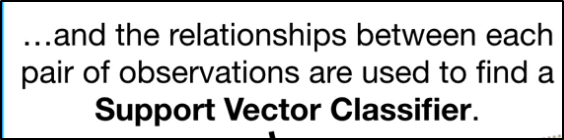 ...and the relationships between each
pair of observations are used to find a
Support Vector Classifier.